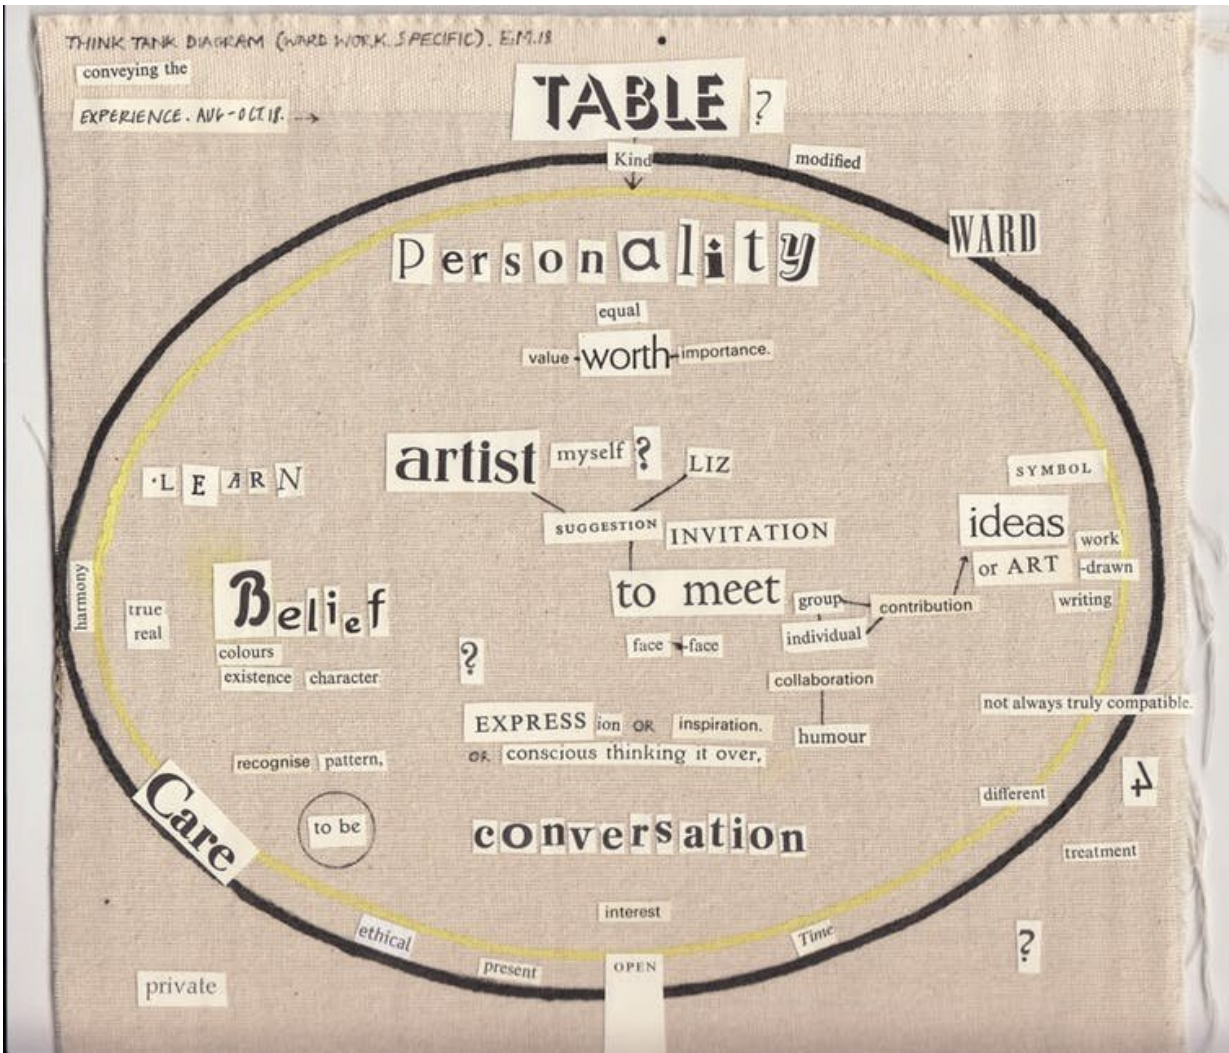 THINK TANK DIAGRAM (WARD WORK SPECIFIC). E.M.18
conveying the
EXPERIENCE. AUG-OCT.18. →
TABLE ?
Kind
modified
WARD
Personality
equal
value - worth - importance.
artist myself ? LIZ
SYMBOL
·LEARN
SUGGESTION INVITATION
ideas
work
or ART -drawn
to meet
group
contribution
writing
individual
harmony
true
real
Belief
face -face
colours
existence character
?
collaboration
not always truly compatible.
EXPRESS ion OR inspiration.
humour
OR conscious thinking it over,
recognise pattern,
4
Care
to be
different
conversation
treatment
interest
ethical
Time
?
present
OPEN
private